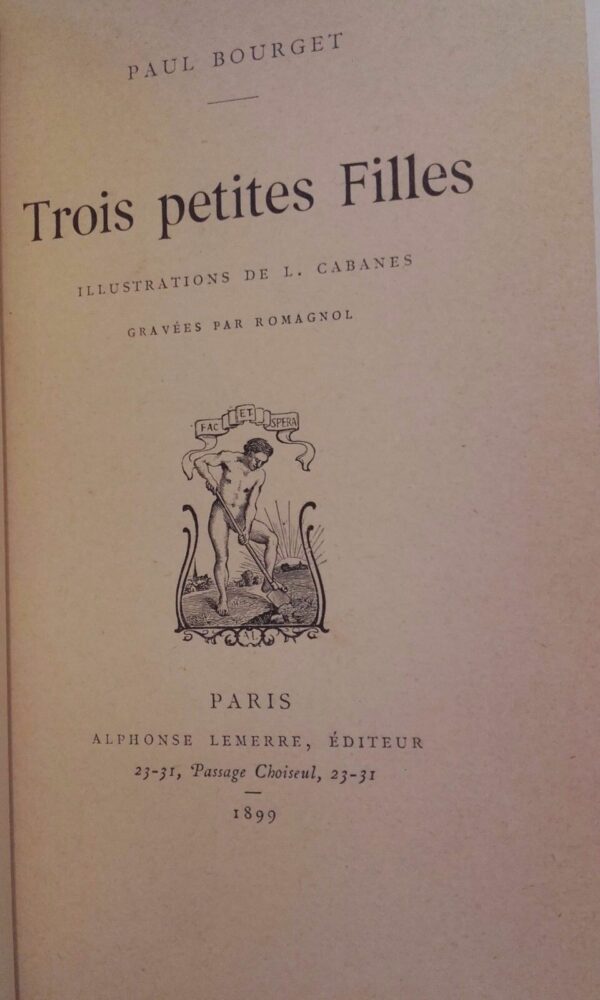 PAUL BOURGET
Trois petites Filles
ILLUSTRATIONS DE L. CABANES
GRAVÉES PAR ROMAGNOL
FAC ET SPERA
AL
PARIS
ALPHONSE LEMERRE, ÉDITEUR
23-31, Passage Choiseul, 23-31
1899